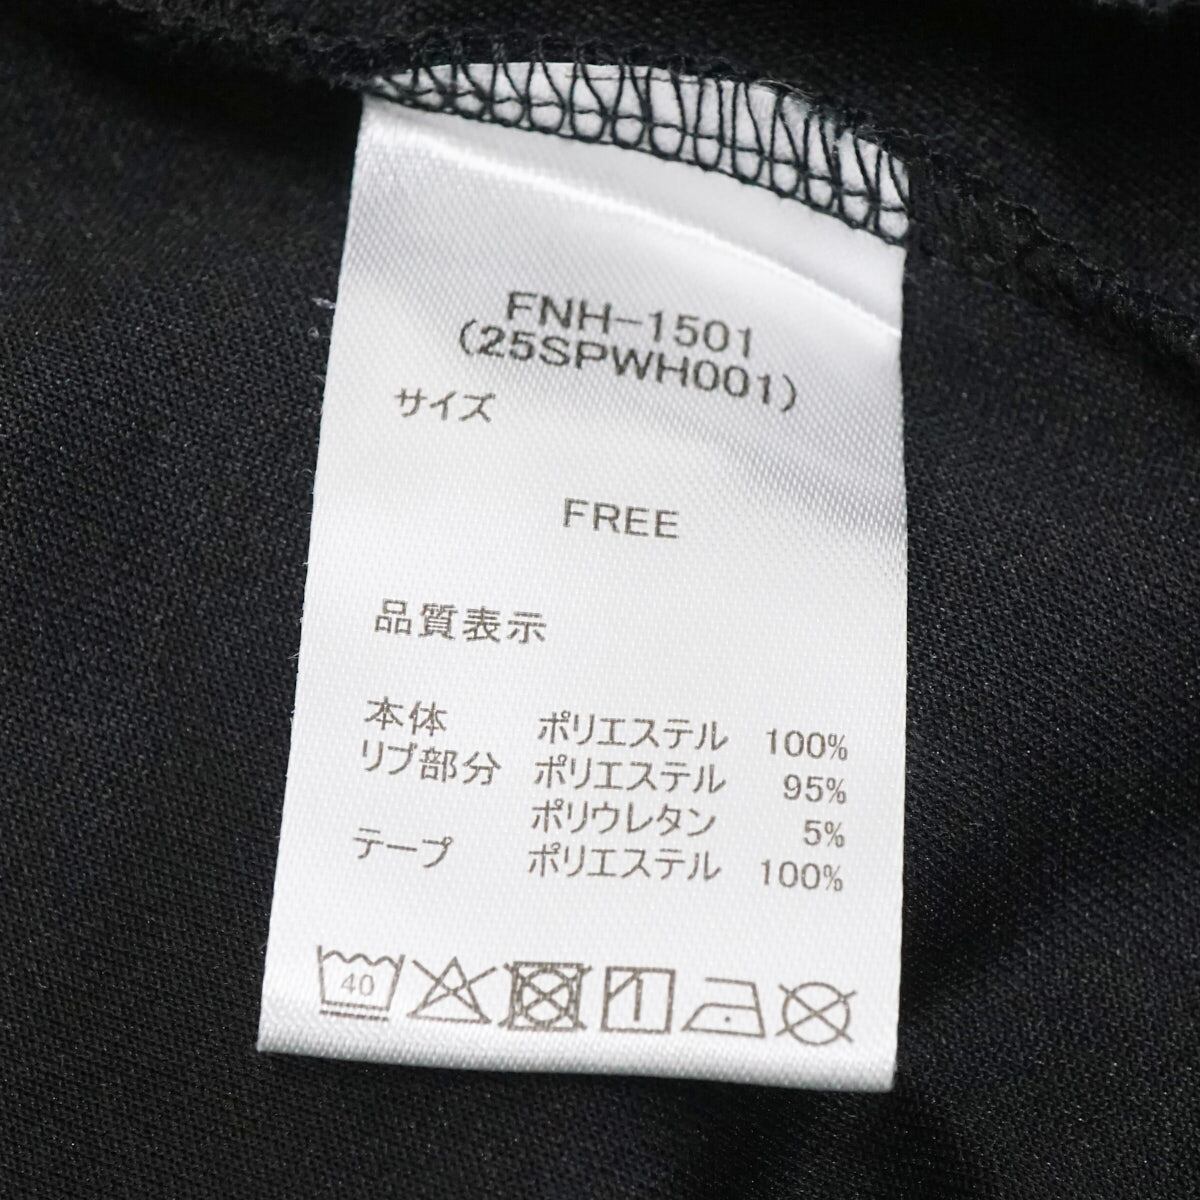 FNH-1501
(25SPWH001)
サイズ
FREE
品質表示
本体 ポリエステル 100%
リブ部分 ポリエステル 95%
ポリウレタン 5%
テープ ポリエステル 100%
40